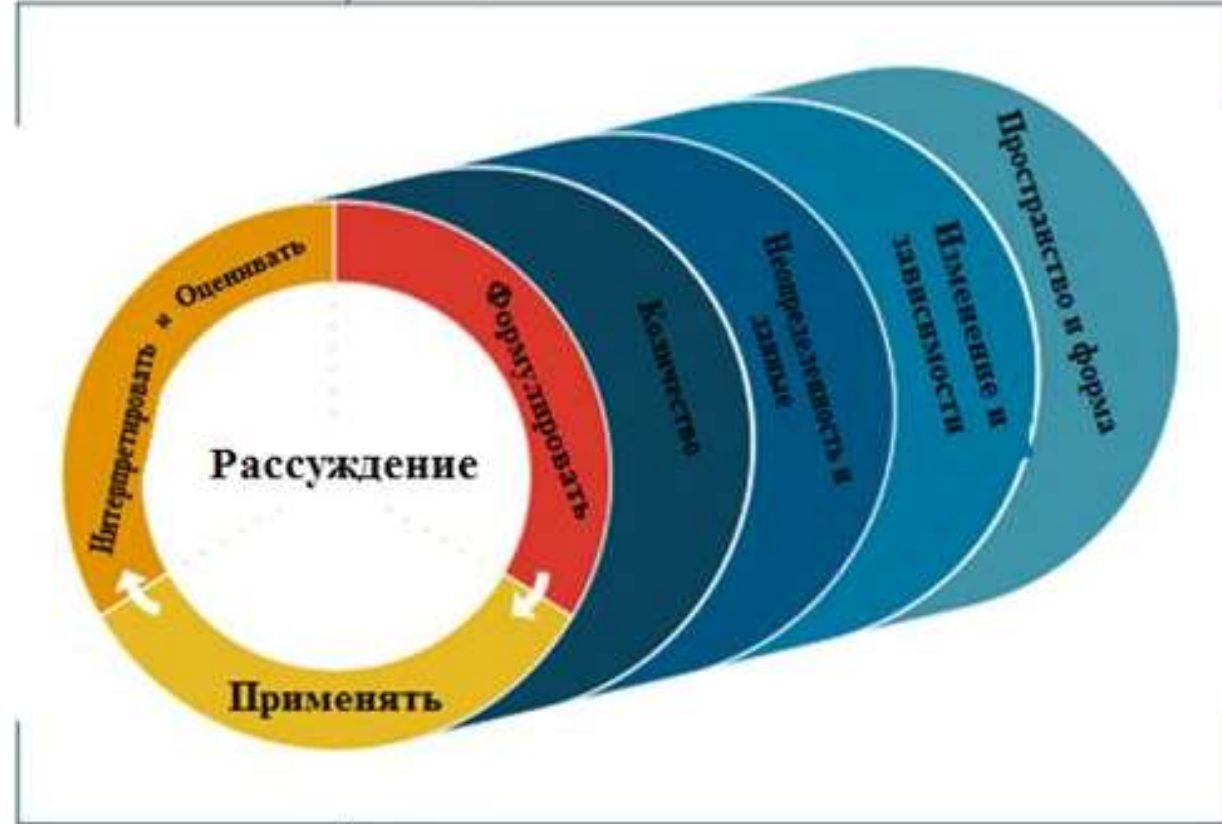 Интерпретировать и Оценивать
Формулировать
Рассуждение
Применять
Количество
Неопределенность и
данные
Изменение и
зависимости
Пространство и форма